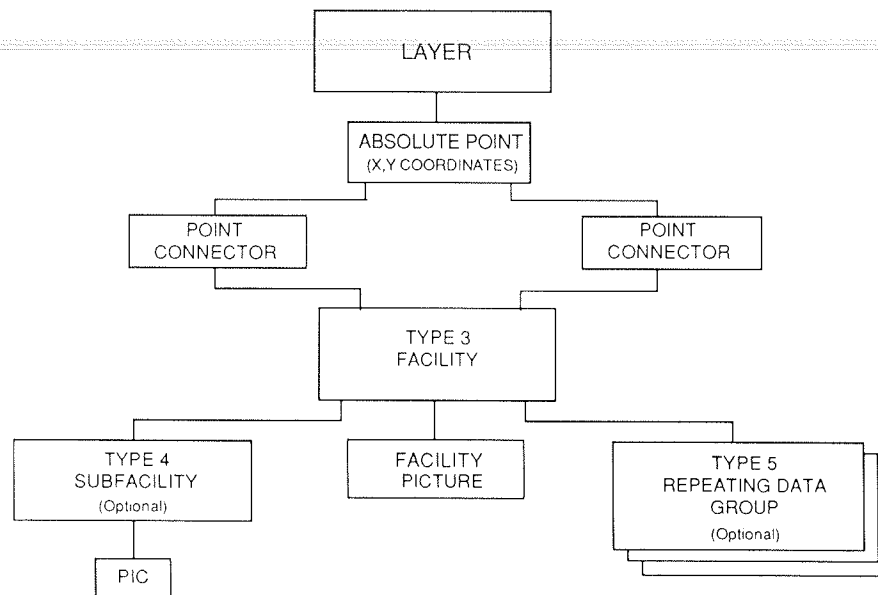 LAYER
ABSOLUTE POINT
(X,Y COORDINATES)
POINT
CONNECTOR
POINT
CONNECTOR
TYPE 3
FACILITY
TYPE 4
SUBFACILITY
(Optional)
FACILITY
PICTURE
TYPE 5
REPEATING DATA
GROUP
(Optional)
PIC